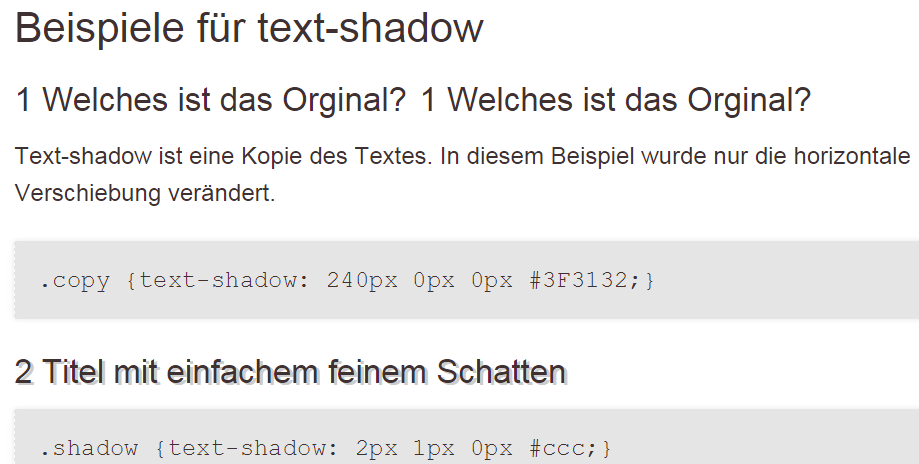 Beispiele für text-shadow
1 Welches ist das Orginal? 1 Welches ist das Orginal?
Text-shadow ist eine Kopie des Textes. In diesem Beispiel wurde nur die horizontale
Verschiebung verändert.
.copy {text-shadow: 240px 0px 0px #3F3132;}
2 Titel mit einfachem feinem Schatten
.shadow {text-shadow: 2px 1px 0px #ccc;}